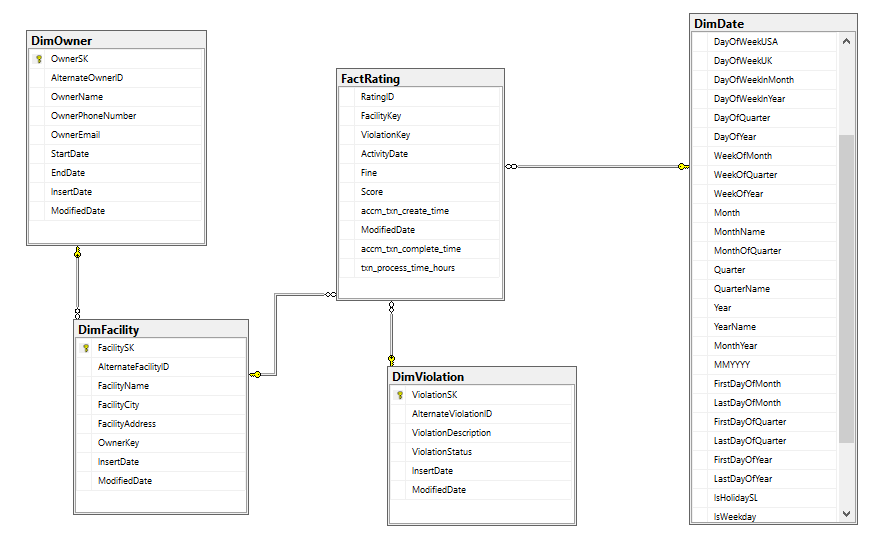 DimOwner
OwnerSK
AlternateOwnerID
OwnerName
OwnerPhoneNumber
OwnerEmail
StartDate
EndDate
InsertDate
ModifiedDate
FactRating
RatingID
FacilityKey
ViolationKey
ActivityDate
Fine
Score
accm_txn_create_time
ModifiedDate
accm_txn_complete_time
txn_process_time_hours
DimDate
DayOfWeekUSA
DayOfWeekUK
DayOfWeekInMonth
DayOfWeekInYear
DayOfQuarter
DayOfYear
WeekOfMonth
WeekOfQuarter
WeekOfYear
Month
MonthName
MonthOfQuarter
Quarter
QuarterName
Year
YearName
MonthYear
MMYYYY
FirstDayOfMonth
LastDayOfMonth
FirstDayOfQuarter
LastDayOfQuarter
FirstDayOfYear
LastDayOfYear
IsHolidaySL
IsWeekday
DimFacility
FacilitySK
AlternateFacilityID
FacilityName
FacilityCity
FacilityAddress
OwnerKey
InsertDate
ModifiedDate
DimViolation
ViolationSK
AlternateViolationID
ViolationDescription
ViolationStatus
InsertDate
ModifiedDate